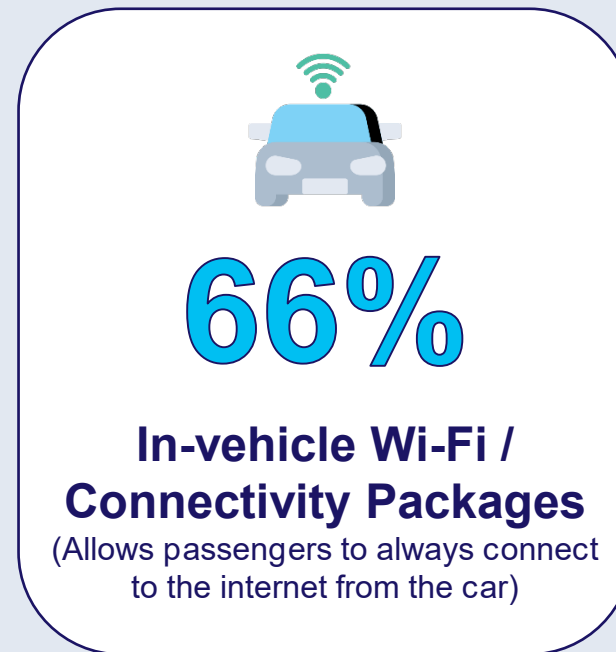 66%
In-vehicle Wi-Fi /
Connectivity Packages
(Allows passengers to always connect
to the internet from the car)